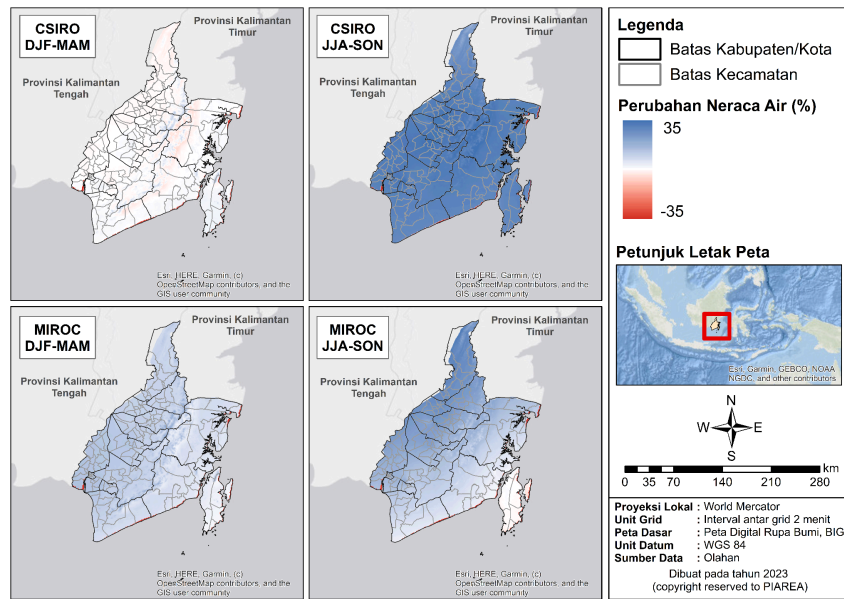 CSIRO
DJF-MAM
Provinsi Kalimantan
Timur
Provinsi Kalimantan
Tengah
Esri, HERE, Garmin, (c)
OpenStreetMap contributors, and the
GIS user community
CSIRO
JJA-SON
Provinsi Kalimantan
Timur
Provinsi Kalimantan
Tengah
Esri, HERE, Garmin, (c)
OpenStreetMap contributors, and the
GIS user community
MIROC
DJF-MAM
Provinsi Kalimantan
Timur
Provinsi Kalimantan
Tengah
Esri, HERE, Garmin, (c)
OpenStreetMap contributors, and the
GIS user community
MIROC
JJA-SON
Provinsi Kalimantan
Timur
Provinsi Kalimantan
Tengah
Esri, HERE, Garmin, (c)
OpenStreetMap contributors, and the
GIS user community
Legenda
Batas Kabupaten/Kota
Batas Kecamatan
Perubahan Neraca Air (%)
35
-35
Petunjuk Letak Peta
Esri, Garmin, GEBCO, NOAA
NGDC, and other contributors
N
W E
S
0 35 70 140 210 280 km
Proyeksi Lokal : World Mercator
Unit Grid : Interval antar grid 2 menit
Peta Dasar : Peta Digital Rupa Bumi, BIG
Unit Datum : WGS 84
Sumber Data : Olahan
Dibuat pada tahun 2023
(copyright reserved to PIAREA)